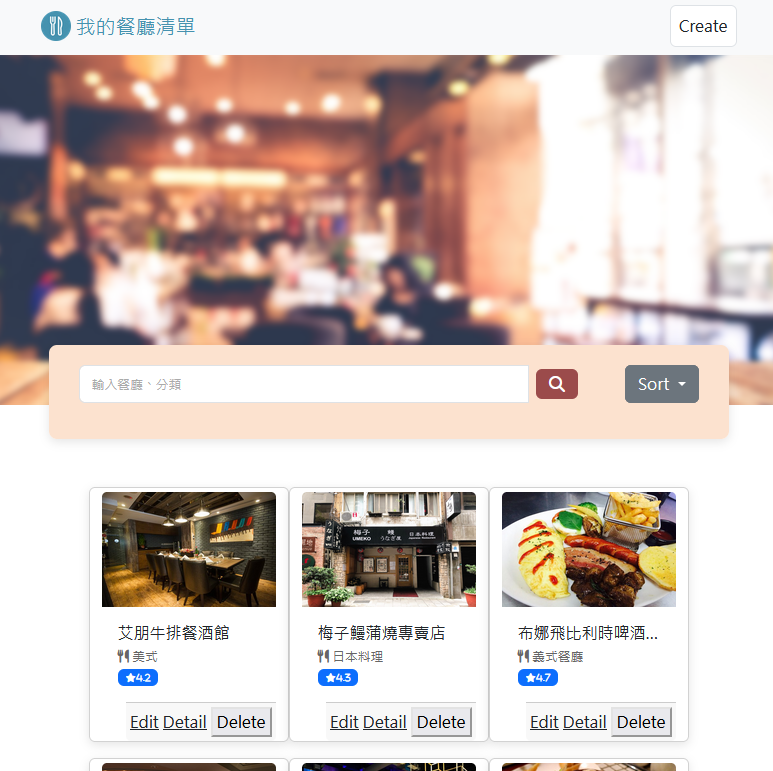 我的餐廳清單
Create
輸入餐廳、分類
Sort
梅子 鰻 日本料理
UMEKO うなぎ屋
艾朋牛排餐酒館
梅子鰻蒲燒專賣店
布娜飛比利時啤酒...
美式
日本料理
義式餐廳
4.2
4.3
4.7
Edit Detail Delete
Edit Detail Delete
Edit Detail Delete